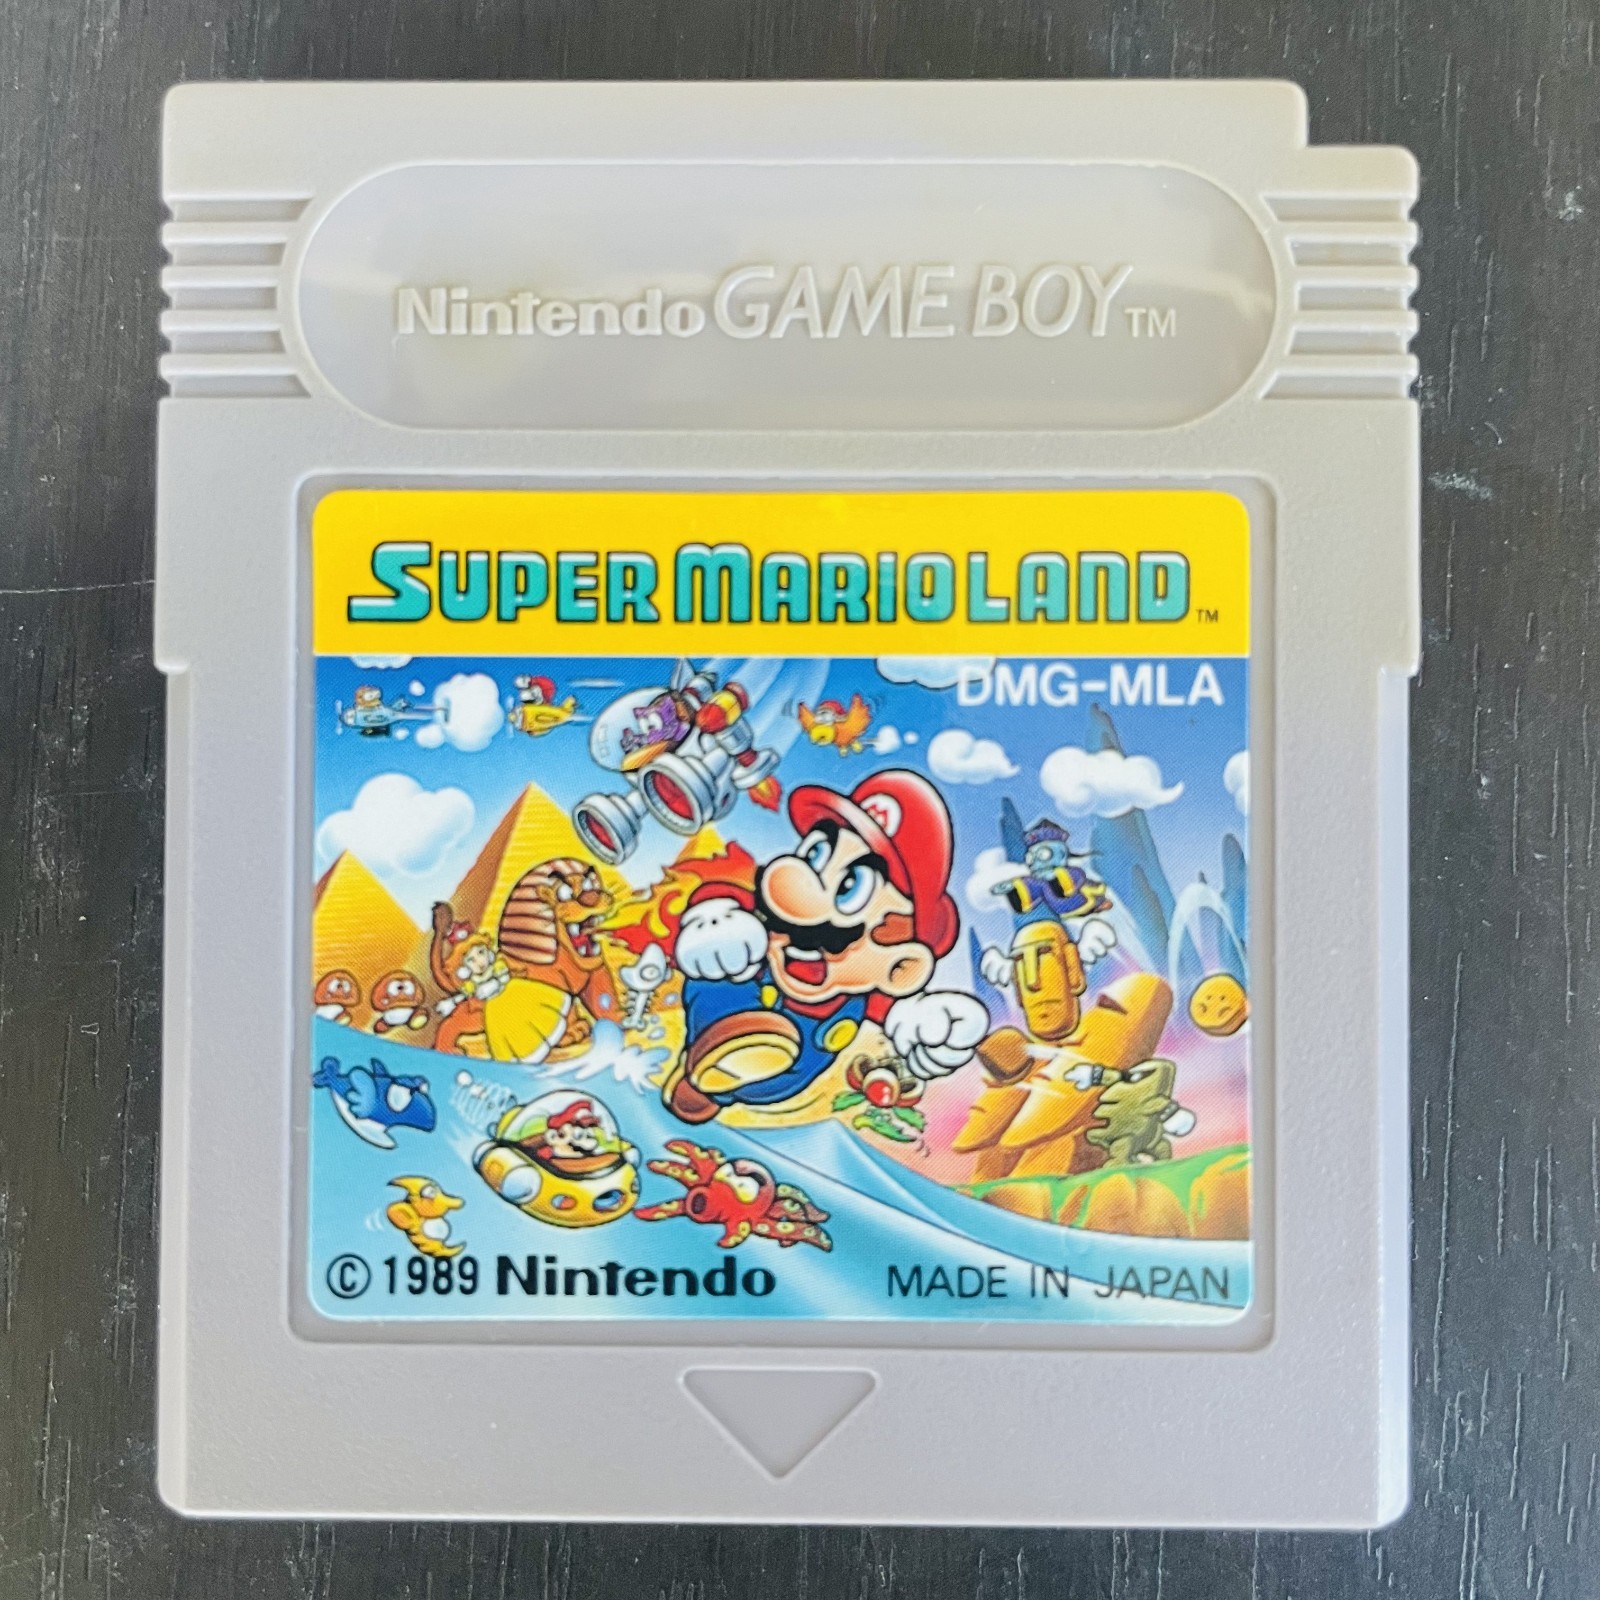 Nintendo GAME BOY TM
SUPER MARIO LAND TM
DMG-MLA
M
© 1989 Nintendo
MADE IN JAPAN